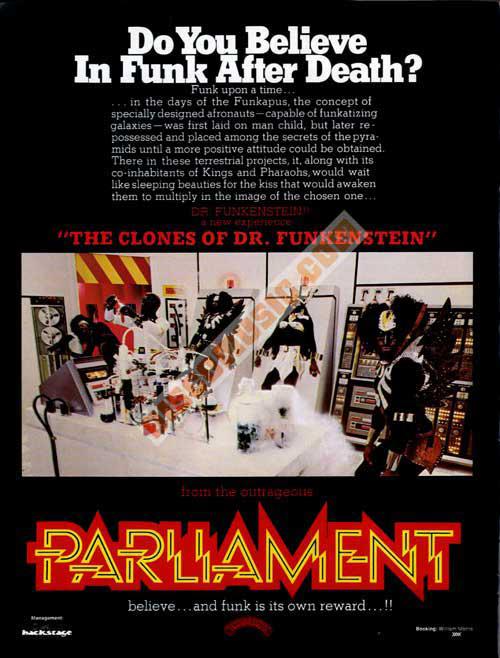 Do You Believe
In Funk After Death?
Funk upon a time...
... in the days of the Funkapus, the concept of
specially designed afronauts—capable of funkatizing
galaxies—was first laid on man child, but later re-
possessed and placed among the secrets of the pyra-
mids until a more positive attitude could be obtained.
There in these terrestrial projects, it, along with its
co-inhabitants of Kings and Pharaohs, would wait
like sleeping beauties for the kiss that would awaken
them to multiply in the image of the chosen one...
DR. FUNKENSTEIN!!
a new experience
"THE CLONES OF DR. FUNKENSTEIN"
from the outrageous
PARLIAMENT
believe...and funk is its own reward...!!
Management:
backstage
Booking: William Morris